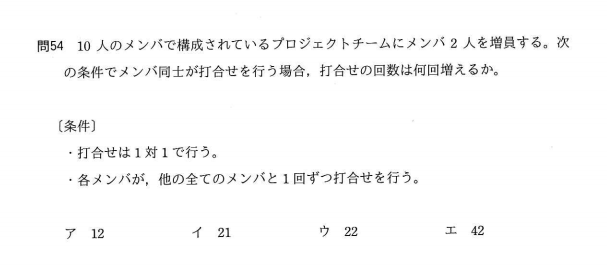 問54 10 人のメンバで構成されているプロジェクトチームにメンバ 2 人を増員する。次
の条件でメンバ同士が打合せを行う場合，打合せの回数は何回増えるか。
〔条件〕
・打合せは 1 対 1 で行う。
・各メンバが，他の全てのメンバと 1 回ずつ打合せを行う。
ア 12 イ 21 ウ 22 エ 42